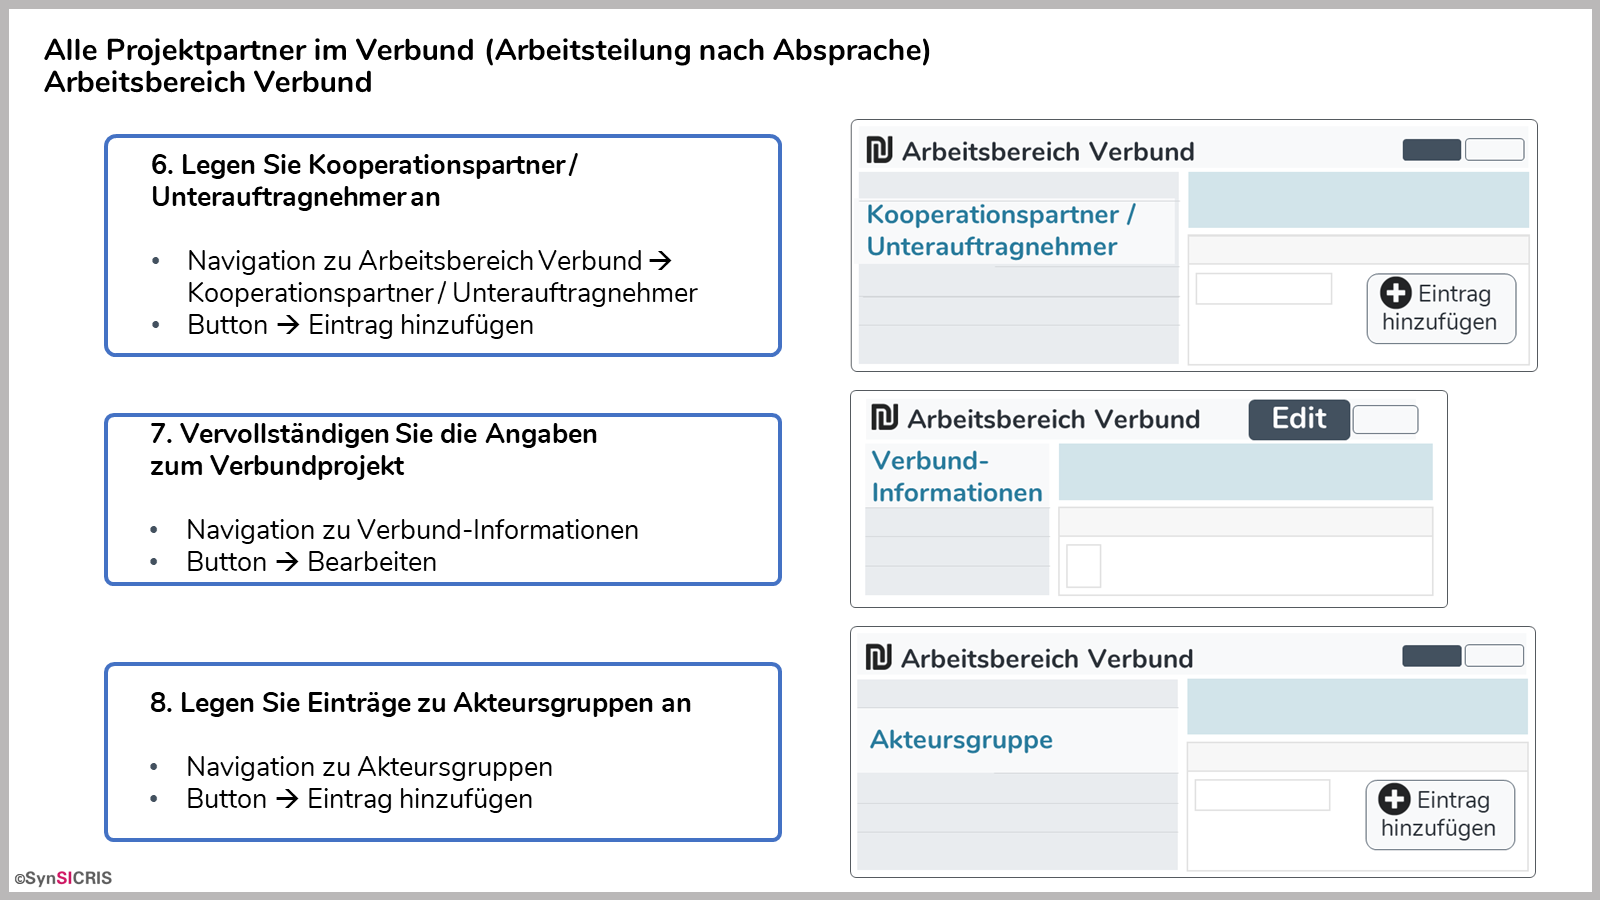 Alle Projektpartner im Verbund (Arbeitsteilung nach Absprache)
Arbeitsbereich Verbund
6. Legen Sie Kooperationspartner /
Unterauftragnehmer an
• Navigation zu Arbeitsbereich Verbund →
Kooperationspartner / Unterauftragnehmer
• Button → Eintrag hinzufügen
Arbeitsbereich Verbund
Kooperationspartner /
Unterauftragnehmer
Eintrag
hinzufügen
7. Vervollständigen Sie die Angaben
zum Verbundprojekt
• Navigation zu Verbund-Informationen
• Button → Bearbeiten
Arbeitsbereich Verbund
Edit
Verbund-
Informationen
8. Legen Sie Einträge zu Akteursgruppen an
• Navigation zu Akteursgruppen
• Button → Eintrag hinzufügen
Arbeitsbereich Verbund
Akteursgruppe
Eintrag
hinzufügen
©SynSICRIS